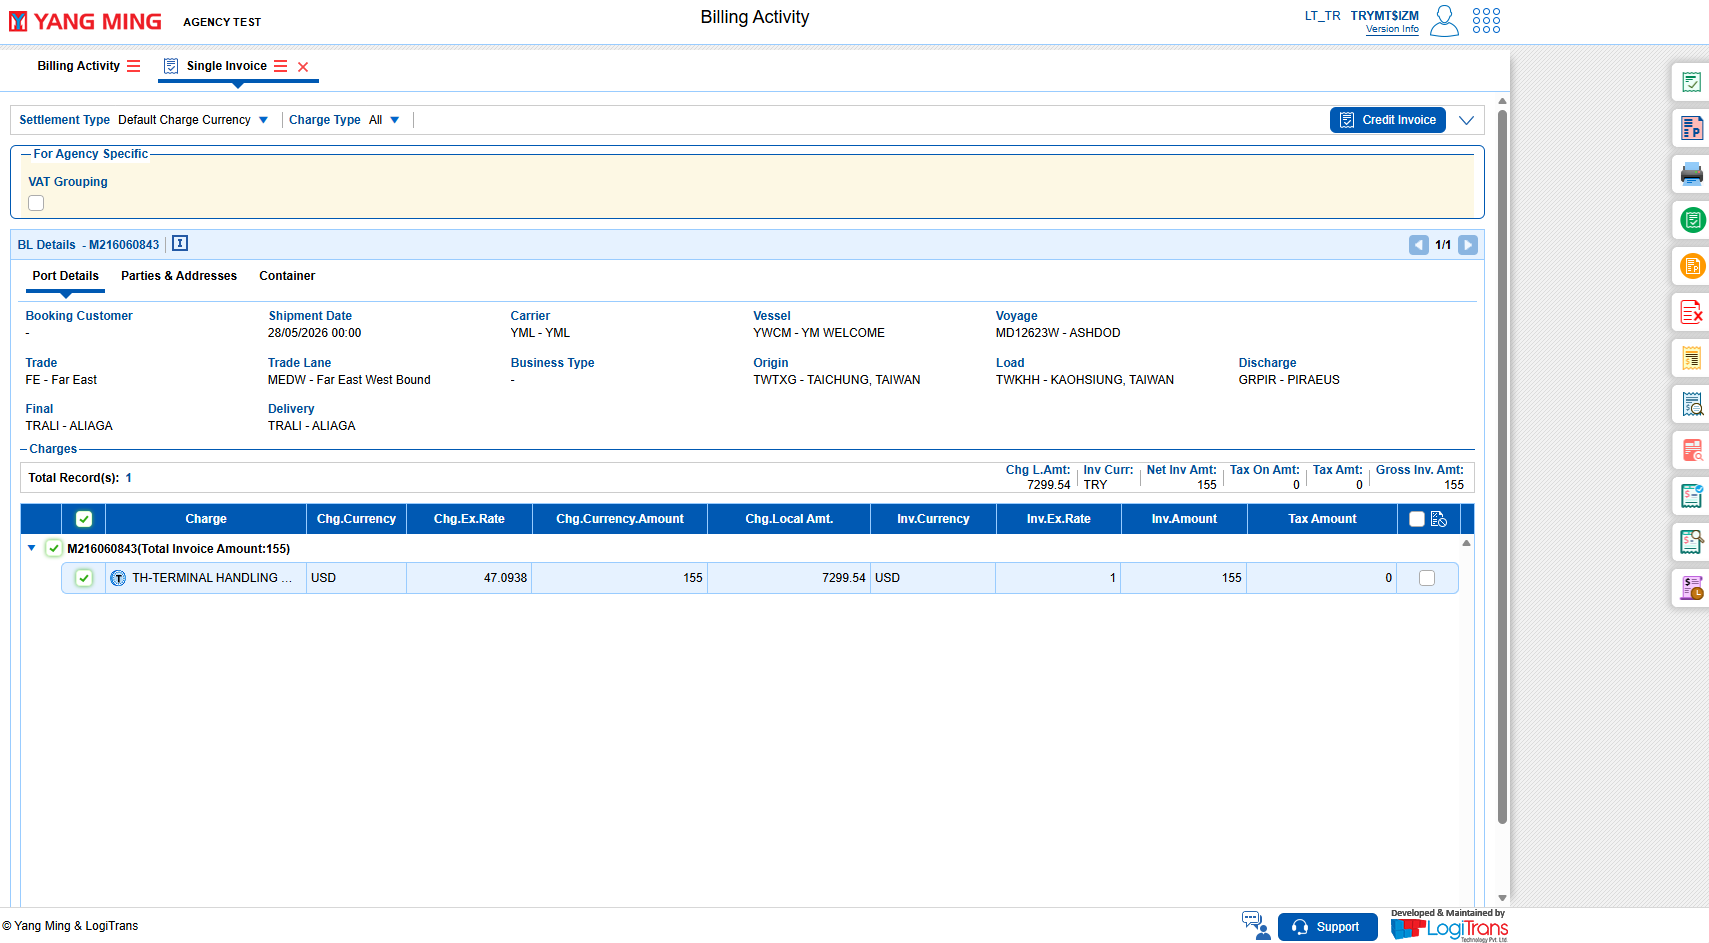 YANG MING AGENCY TEST
Billing Activity
LT_TR TRYMT$IZM
Version Info
Billing Activity Single Invoice
Settlement Type Default Charge Currency Charge Type All Credit Invoice
For Agency Specific
VAT Grouping
BL Details - M216060843 1/1
Port Details Parties & Addresses Container
Booking Customer Shipment Date Carrier Vessel Voyage
- 28/05/2026 00:00 YML - YML YWCM - YM WELCOME MD12623W - ASHDOD
Trade Trade Lane Business Type Origin Load Discharge
FE - Far East MEDW - Far East West Bound - TWTXG - TAICHUNG, TAIWAN TWKHH - KAOHSIUNG, TAIWAN GRPIR - PIRAEUS
Final Delivery
TRALI - ALIAGA TRALI - ALIAGA
Charges
Total Record(s): 1
Chg L.Amt: Inv Curr: Net Inv Amt: Tax On Amt: Tax Amt: Gross Inv. Amt:
7299.54 TRY 155 0 0 155
Charge Chg.Currency Chg.Ex.Rate Chg.Currency.Amount Chg.Local Amt. Inv.Currency Inv.Ex.Rate Inv.Amount Tax Amount
M216060843(Total Invoice Amount:155)
T TH-TERMINAL HANDLING ... USD 47.0938 155 7299.54 USD 1 155 0
© Yang Ming & LogiTrans
Support
Developed & Maintained by
LogiTrans
Technology Pvt. Ltd.